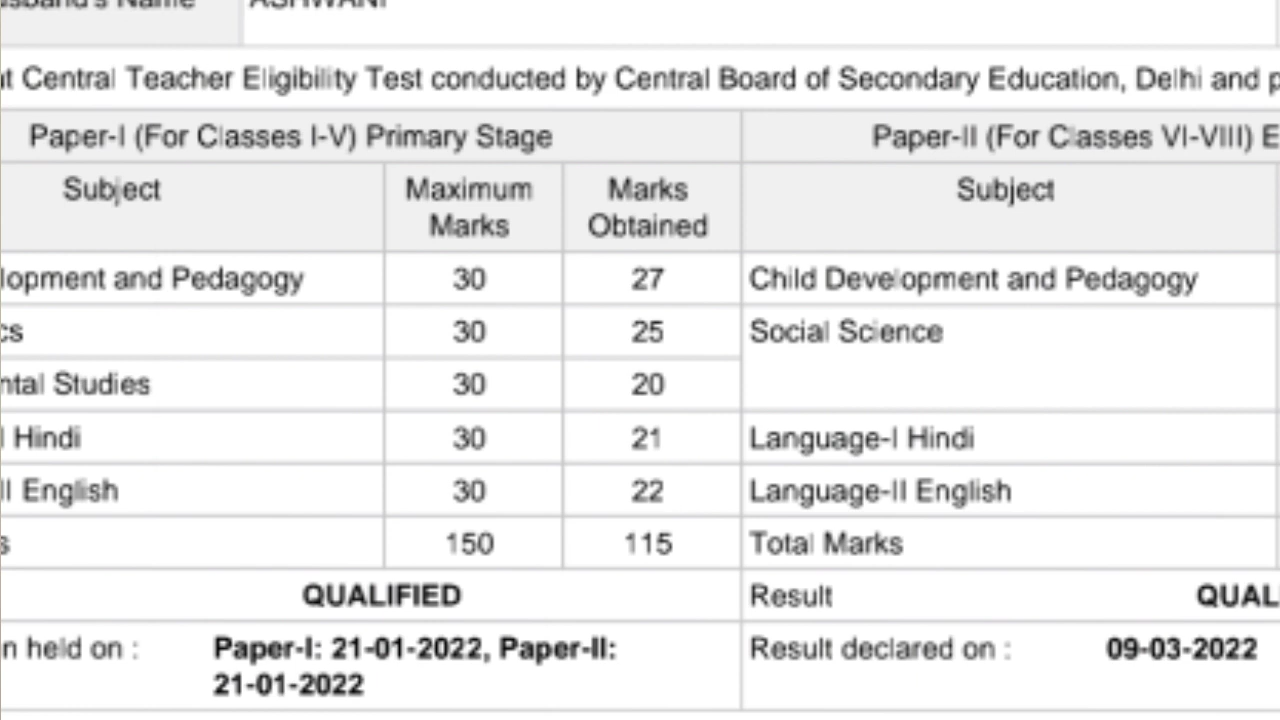 ASHWANI
Central Teacher Eligibility Test conducted by Central Board of Secondary Education, Delhi and
Paper-I (For Classes I-V) Primary Stage Paper-II (For Classes VI-VIII)
Subject Maximum Marks Marks Obtained Subject
and Pedagogy 30 27 Child Development and Pedagogy
30 25 Social Science
Studies 30 20
Hindi 30 21 Language-I Hindi
II English 30 22 Language-II English
150 115 Total Marks
QUALIFIED Result
held on : Paper-I: 21-01-2022, Paper-II: Result declared on : 09-03-2022
21-01-2022